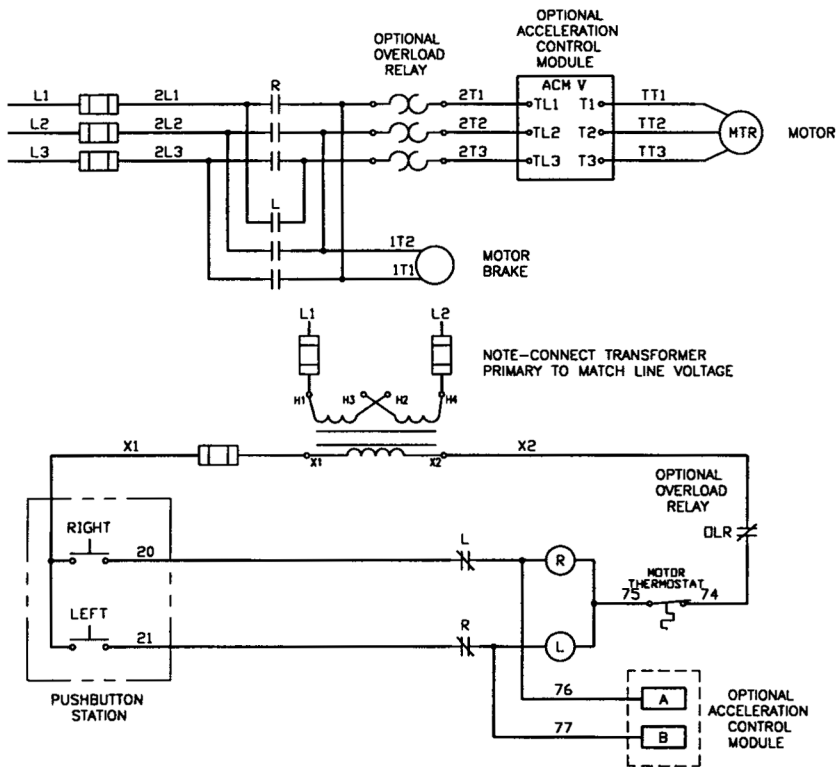 OPTIONAL
ACCELERATION
CONTROL
MODULE
OPTIONAL
OVERLOAD
RELAY
R
ACM V
L1
2L1
2T1
TL1
T1
TT1
L2
2L2
2T2
TL2
T2
TT2
MTR
MOTOR
L3
2L3
2T3
TL3
T3
TT3
L
1T2
1T1
MOTOR
BRAKE
L1
L2
NOTE-CONNECT TRANSFORMER
PRIMARY TO MATCH LINE VOLTAGE
H1
H3
H2
H4
X1
X1
X2
X2
OPTIONAL
OVERLOAD
RELAY
OLR
RIGHT
20
L
R
MOTOR
THERMOSTAT
75
74
LEFT
21
R
L
PUSHBUTTON
STATION
76
A
77
B
OPTIONAL
ACCELERATION
CONTROL
MODULE